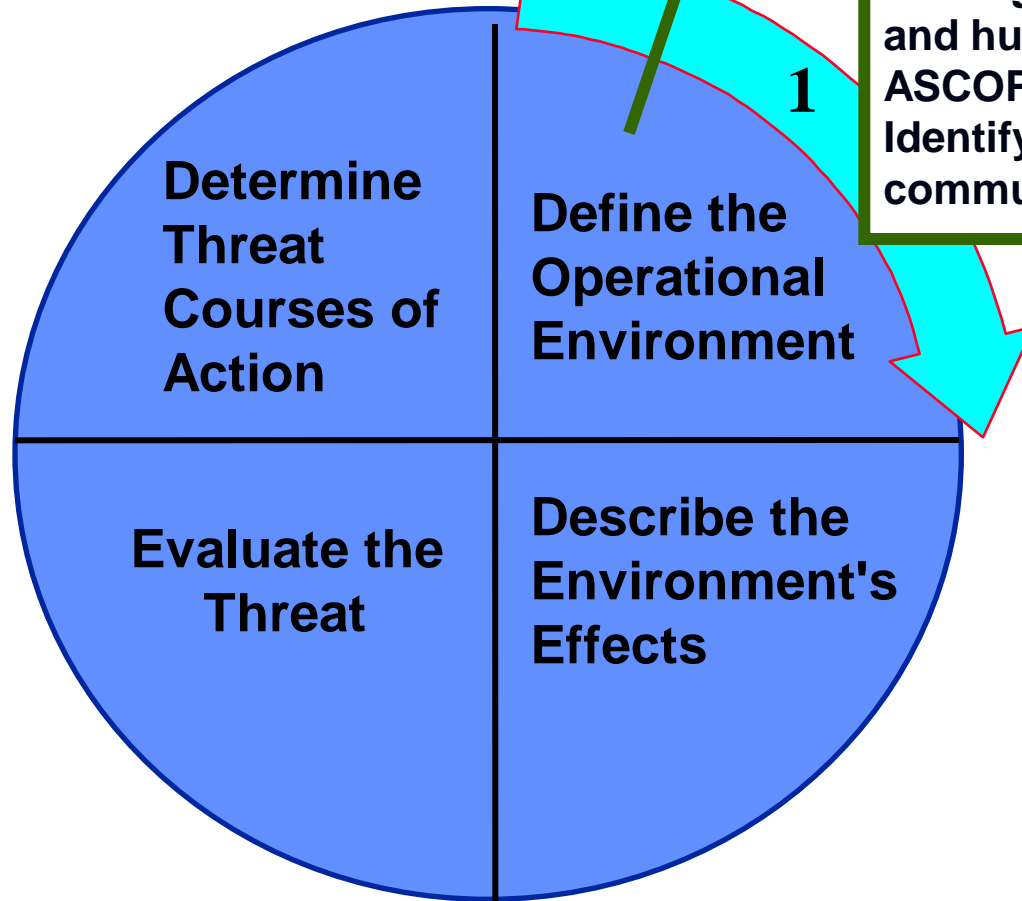 and hu
ASCOP
Identify
commu
1
Determine
Threat
Courses of
Action
Define the
Operational
Environment
Evaluate the
Threat
Describe the
Environment's
Effects